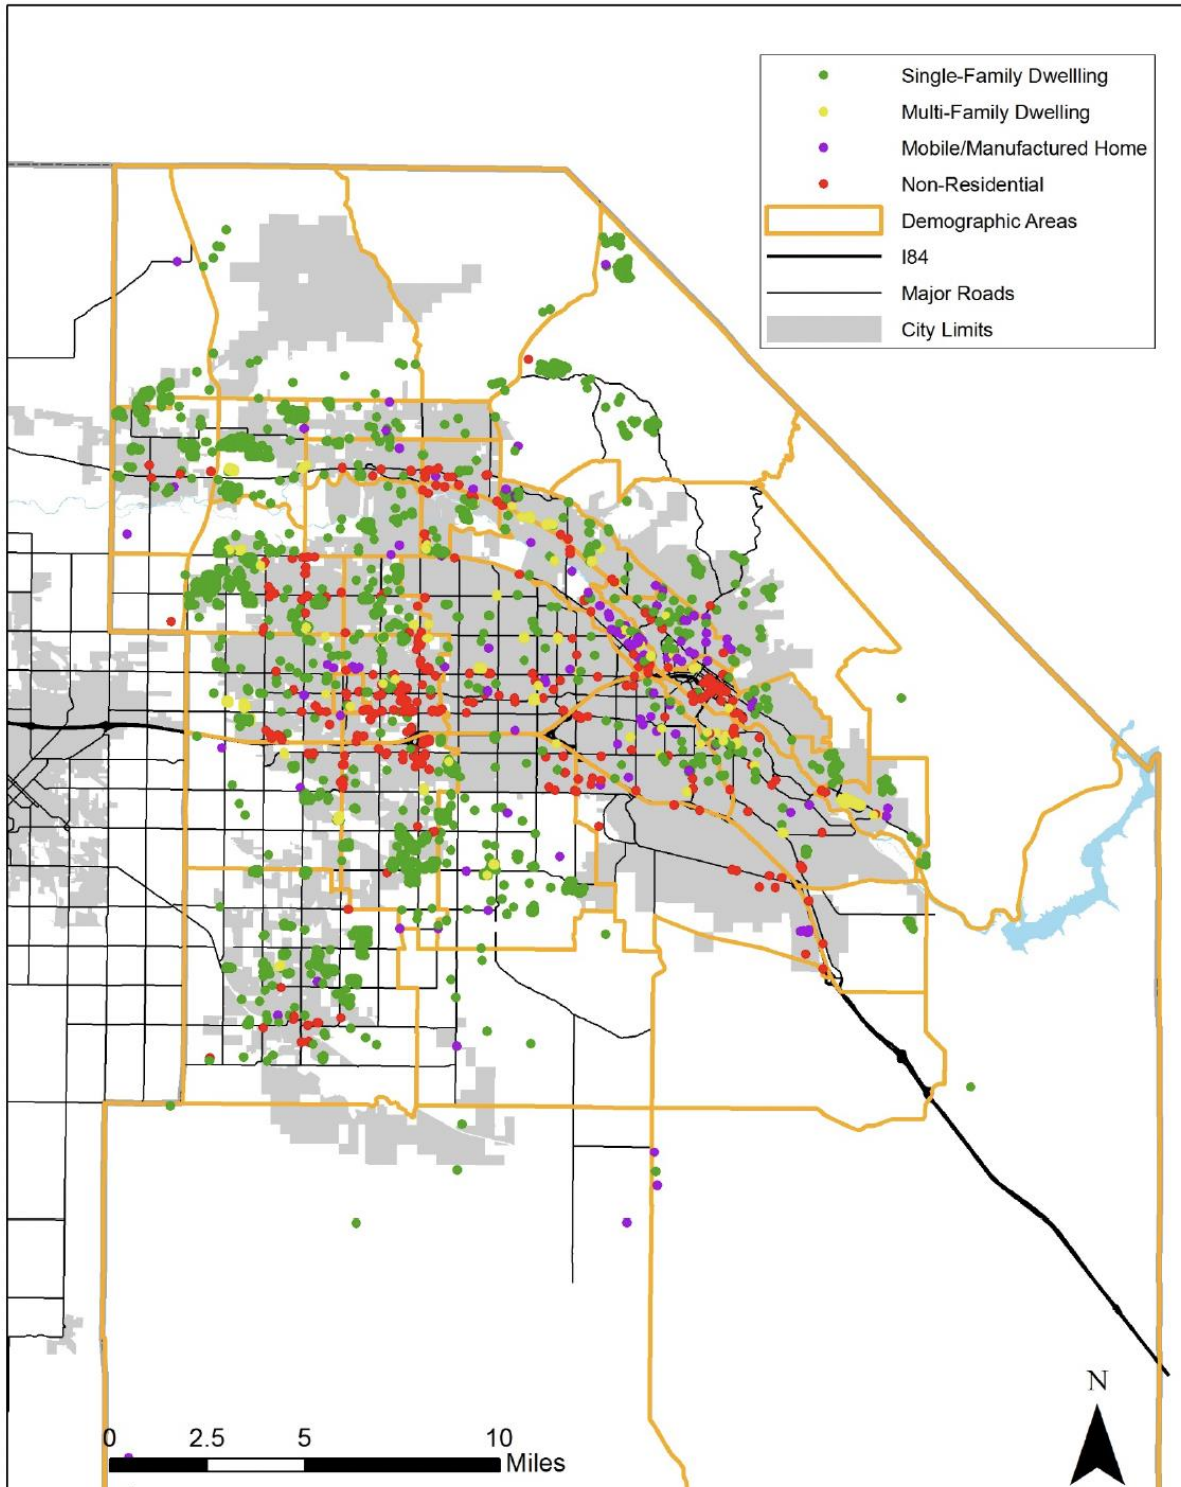 Single-Family Dwellling
Multi-Family Dwelling
Mobile/Manufactured Home
Non-Residential
Demographic Areas
I84
Major Roads
City Limits
N
0 2.5 5 10
Miles